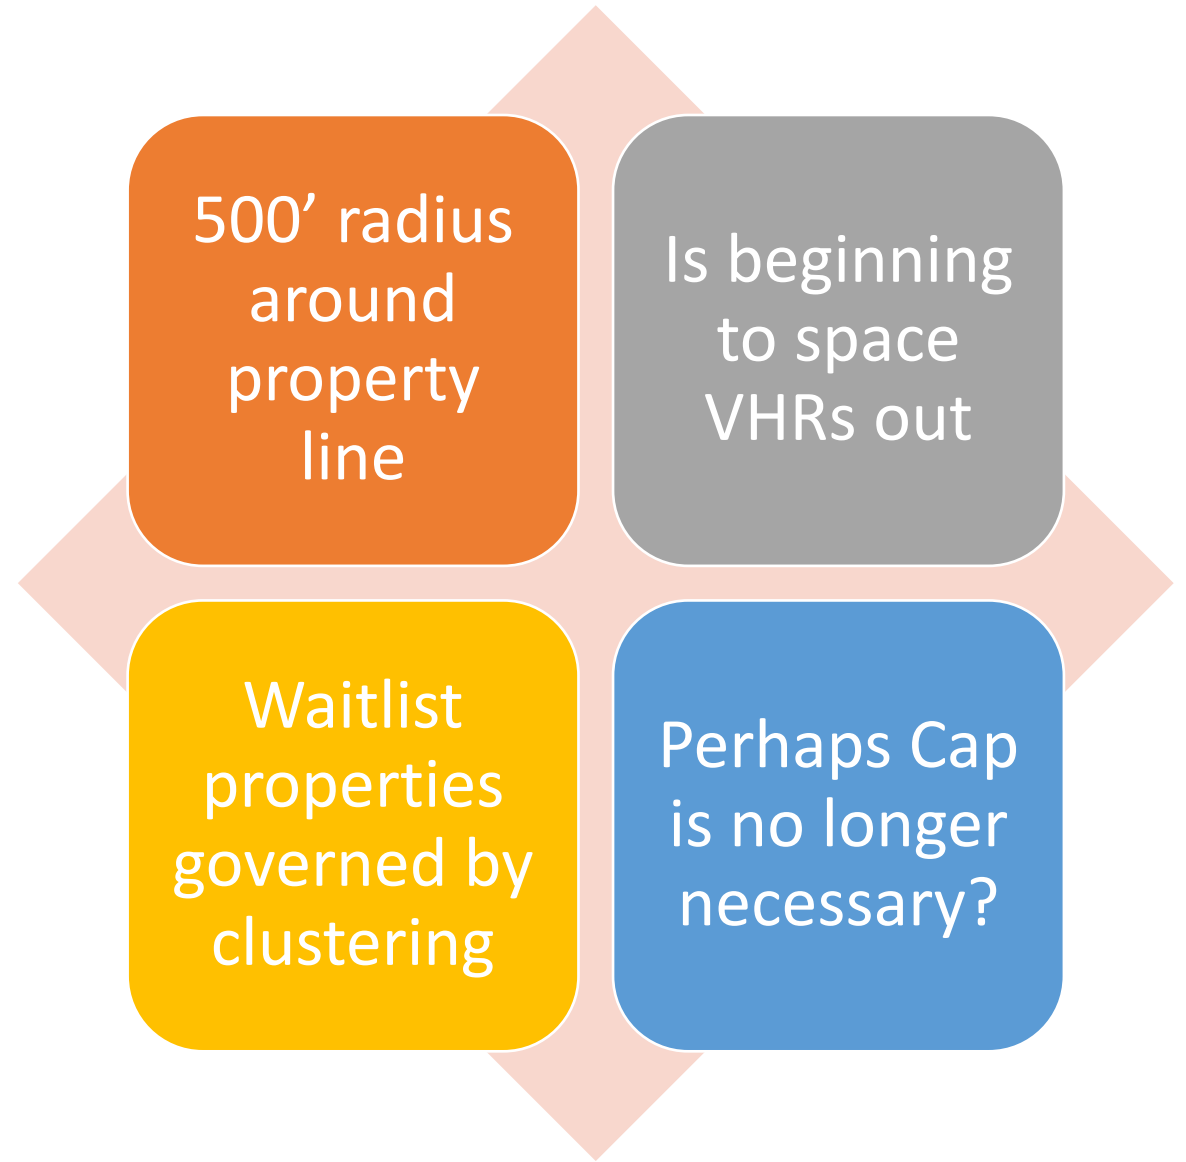 500’ radius
around
property
line
Is beginning
to space
VHRs out
Waitlist
properties
governed by
clustering
Perhaps Cap
is no longer
necessary?